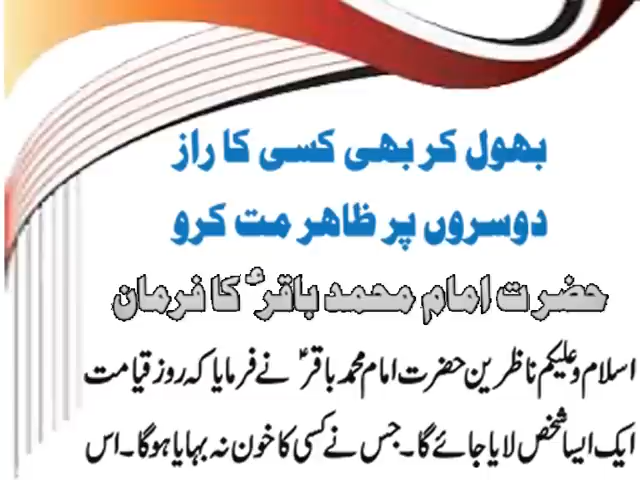 بھول کر بھی کسی کا راز
دوسروں پر ظاہر مت کرو
حضرت امام محمد باقرؑ کا فرمان
اسلام و علیکم ناظرین حضرت امام محمد باقرؑ نے فرمایا کہ روز قیامت
ایک ایسا شخص لایا جائے گا۔ جس نے کسی کا خون نہ بہایا ہوگا۔ اس